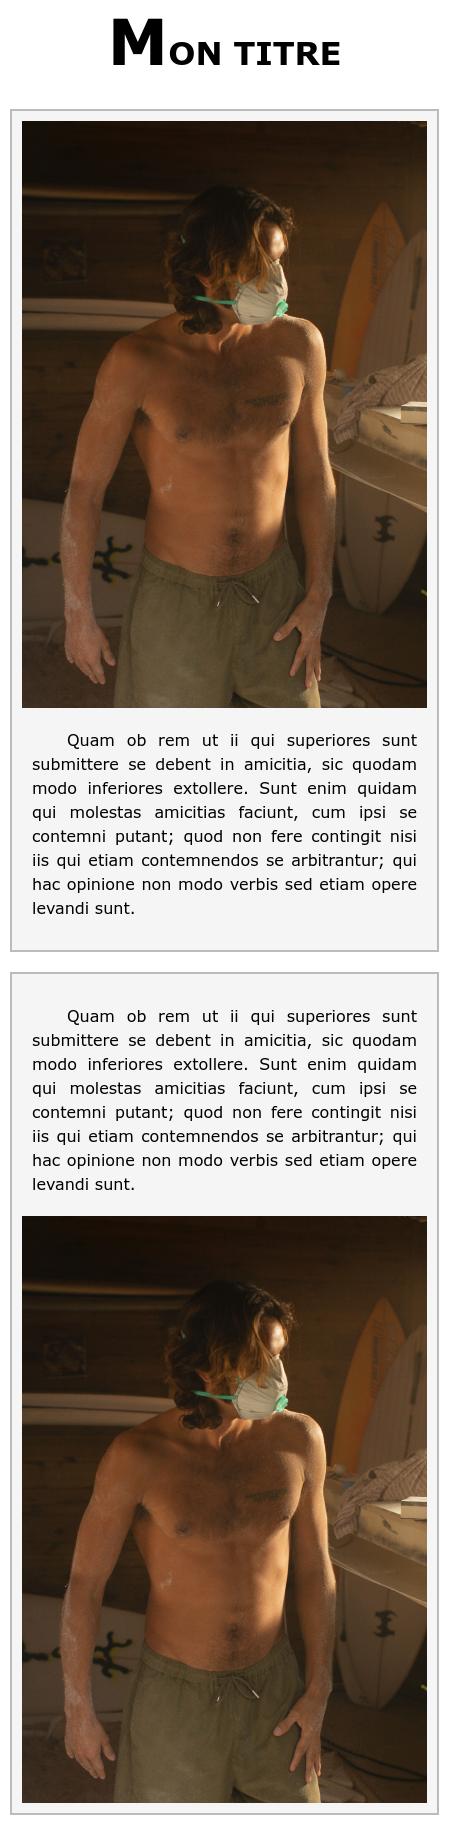 Mon titre
Quam ob rem ut ii qui superiores sunt
submittere se debent in amicitia, sic quodam
modo inferiores extollere. Sunt enim quidam
qui molestas amicitias faciunt, cum ipsi se
contemni putant; quod non fere contingit nisi
iis qui etiam contemnendos se arbitrantur; qui
hac opinione non modo verbis sed etiam opere
levandi sunt.
Quam ob rem ut ii qui superiores sunt
submittere se debent in amicitia, sic quodam
modo inferiores extollere. Sunt enim quidam
qui molestas amicitias faciunt, cum ipsi se
contemni putant; quod non fere contingit nisi
iis qui etiam contemnendos se arbitrantur; qui
hac opinione non modo verbis sed etiam opere
levandi sunt.